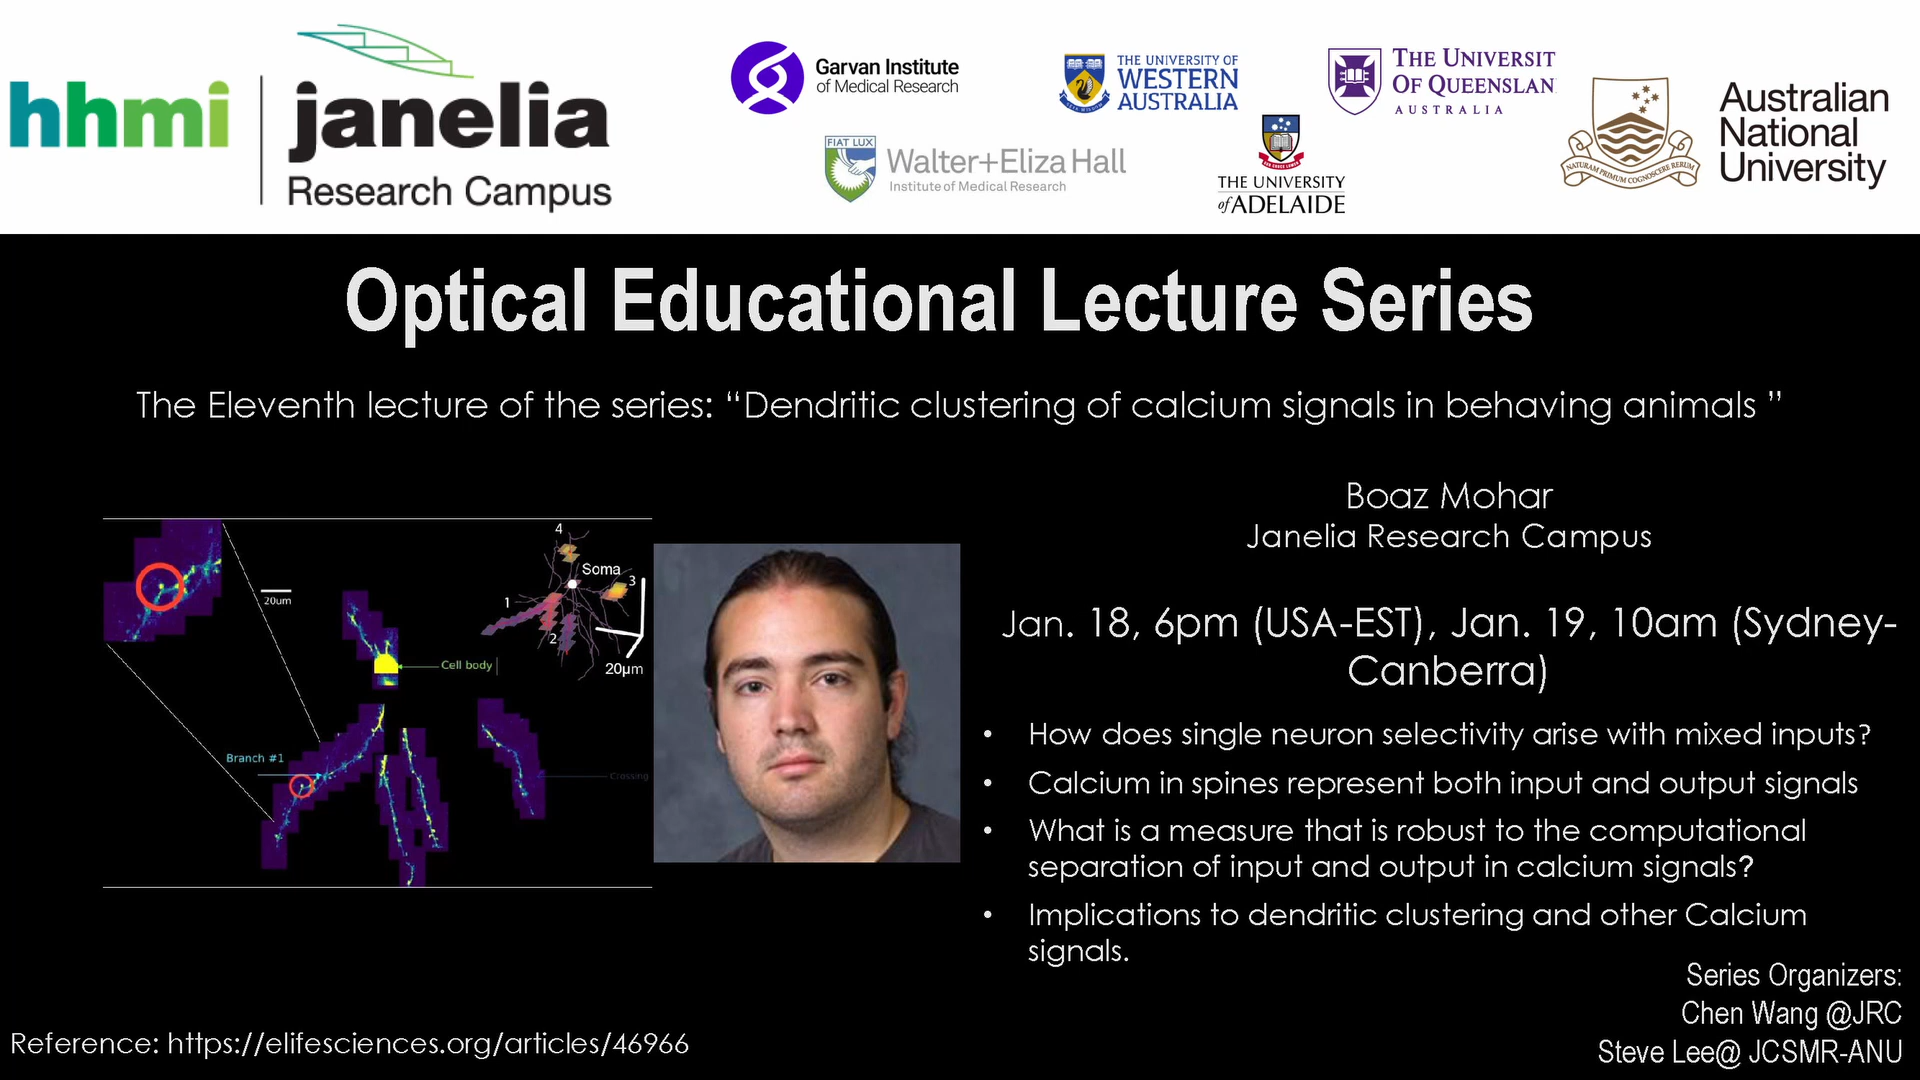 hhmi
janelia
Research Campus
Garvan Institute
of Medical Research
THE UNIVERSITY OF
WESTERN
AUSTRALIA
THE UNIVERSIT
OF QUEENSLAN
AUSTRALIA
FIAT LUX
Walter+Eliza Hall
Institute of Medical Research
THE UNIVERSITY
of ADELAIDE
NATURAM PRIMUM COGNOSCERE RERUM
Australian
National
University
Optical Educational Lecture Series
The Eleventh lecture of the series: “Dendritic clustering of calcium signals in behaving animals ”
20um
Cell body
Branch #1
Crossing
4
Soma
3
1
2
20μm
Boaz Mohar
Janelia Research Campus
Jan. 18, 6pm (USA-EST), Jan. 19, 10am (Sydney-
Canberra)
• How does single neuron selectivity arise with mixed inputs?
• Calcium in spines represent both input and output signals
• What is a measure that is robust to the computational
separation of input and output in calcium signals?
• Implications to dendritic clustering and other Calcium
signals.
Series Organizers:
Chen Wang @JRC
Steve Lee@ JCSMR-ANU
Reference: https://elifesciences.org/articles/46966